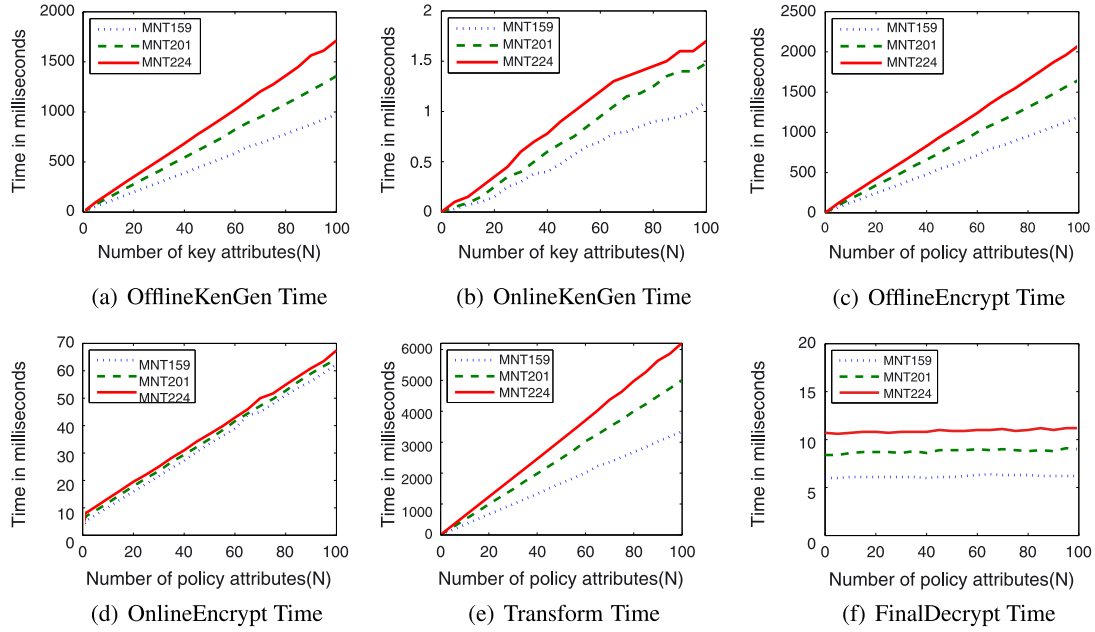 2000
1500
1000
500
0
0 20 40 60 80 100
Time in milliseconds
Number of key attributes(N)
MNT159
MNT201
MNT224
(a) OfflineKenGen Time
2
1.5
1
0.5
0
0 20 40 60 80 100
Time in milliseconds
Number of key attributes(N)
MNT159
MNT201
MNT224
(b) OnlineKenGen Time
2500
2000
1500
1000
500
0
0 20 40 60 80 100
Time in milliseconds
Number of policy attributes(N)
MNT159
MNT201
MNT224
(c) OfflineEncrypt Time
70
60
50
40
30
20
10
0
0 20 40 60 80 100
Time in milliseconds
Number of policy attributes(N)
MNT159
MNT201
MNT224
(d) OnlineEncrypt Time
6000
5000
4000
3000
2000
1000
0
0 20 40 60 80 100
Time in milliseconds
Number of policy attributes(N)
MNT159
MNT201
MNT224
(e) Transform Time
20
15
10
5
0
0 20 40 60 80 100
Time in milliseconds
Number of policy attributes(N)
MNT159
MNT201
MNT224
(f) FinalDecrypt Time